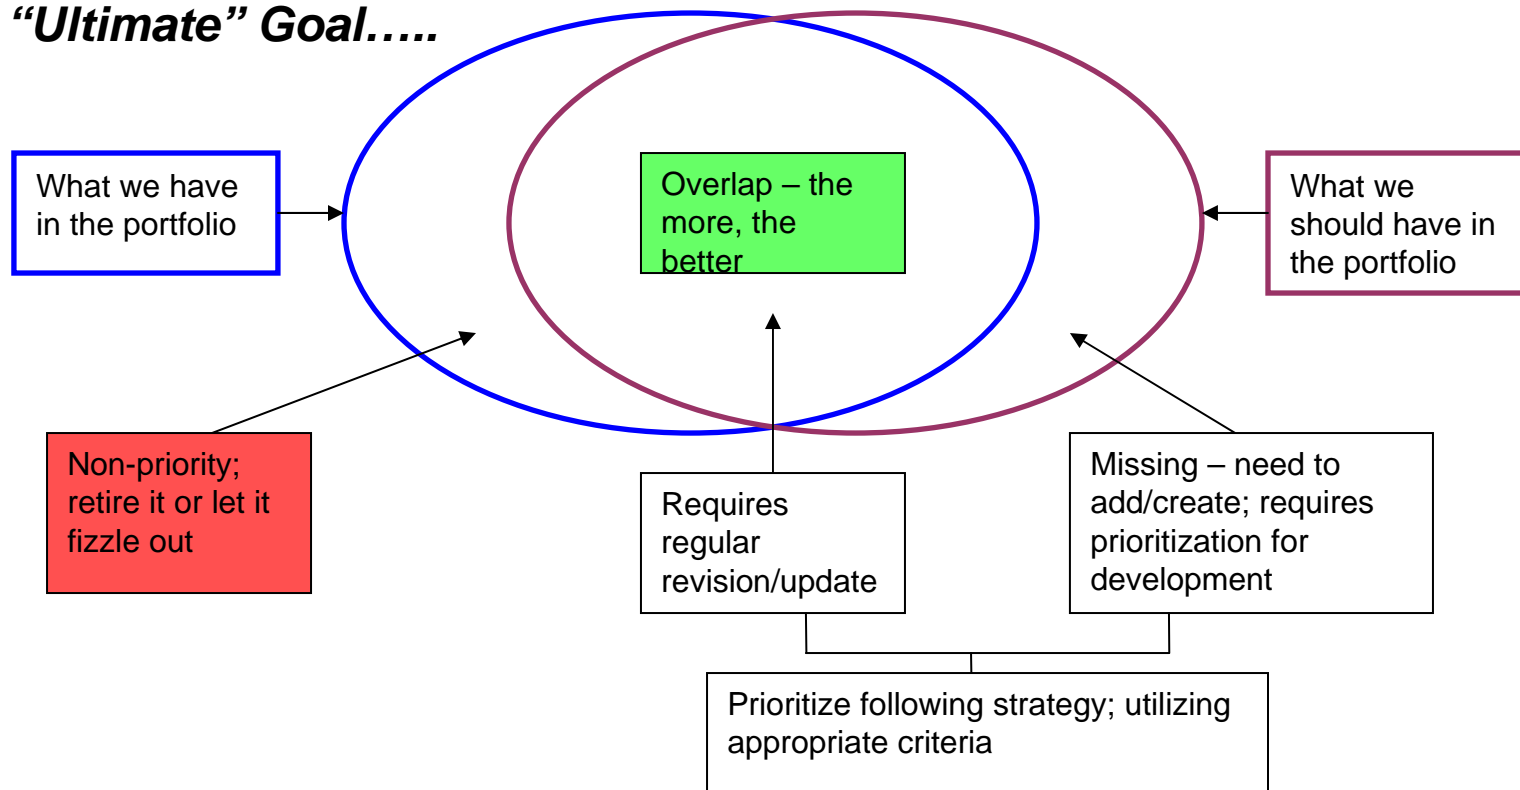 “Ultimate” Goal…..
What we have
in the portfolio
Overlap – the
more, the
better
What we
should have in
the portfolio
Non-priority;
retire it or let it
fizzle out
Requires
regular
revision/update
Missing – need to
add/create; requires
prioritization for
development
Prioritize following strategy; utilizing
appropriate criteria